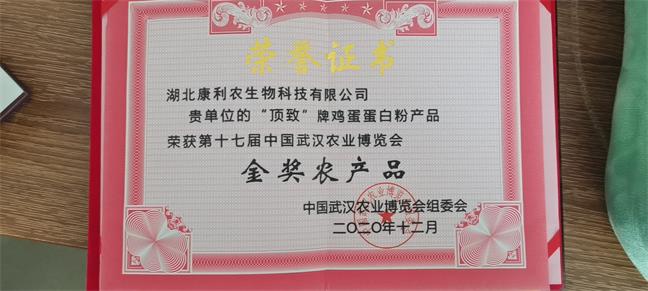 荣誉证书
湖北康利农生物科技有限公司
贵单位的“顶致”牌鸡蛋蛋白粉产品
荣获第十七届中国武汉农业博览会
金奖农产品
中国武汉农业博览会组委会
二〇二〇年十二月